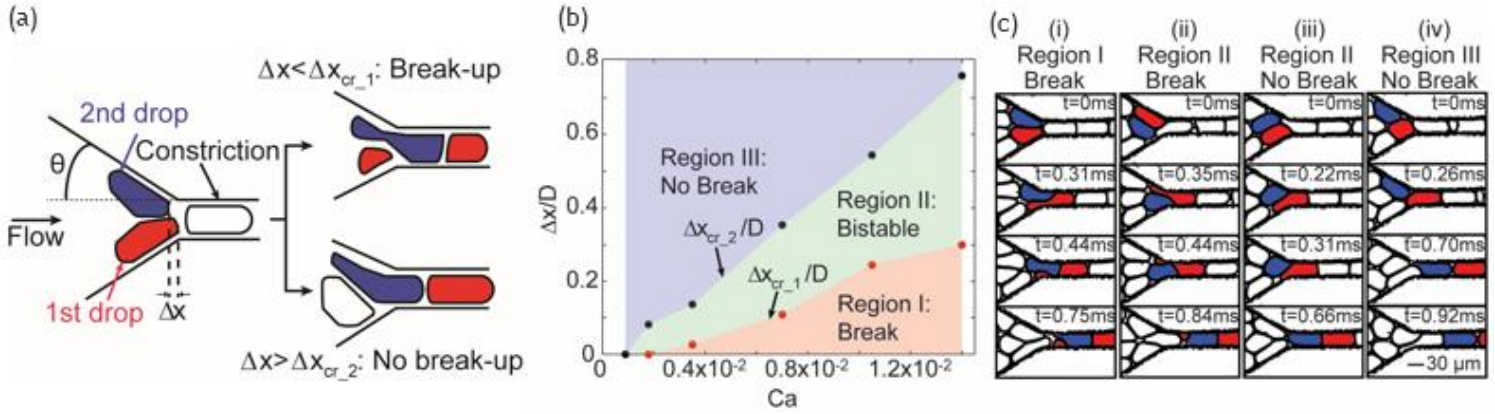 (a)
Δx<Δx_cr_1: Break-up
2nd drop
Constriction
θ
Flow
1st drop
Δx
Δx>Δx_cr_2: No break-up
(b)
Δx/D
0.8
0.6
0.4
0.2
0
Region III:
No Break
Region II:
Bistable
Δx_cr_2/D
Δx_cr_1/D
Region I:
Break
0
0.4x10⁻²
0.8x10⁻²
1.2x10⁻²
Ca
(c)
(i)
Region I
Break
t=0ms
t=0.31ms
t=0.44ms
t=0.75ms
(ii)
Region II
Break
t=0ms
t=0.35ms
t=0.44ms
t=0.84ms
(iii)
Region II
No Break
t=0ms
t=0.22ms
t=0.31ms
t=0.66ms
(iv)
Region III
No Break
t=0ms
t=0.26ms
t=0.70ms
t=0.92ms
30 μm